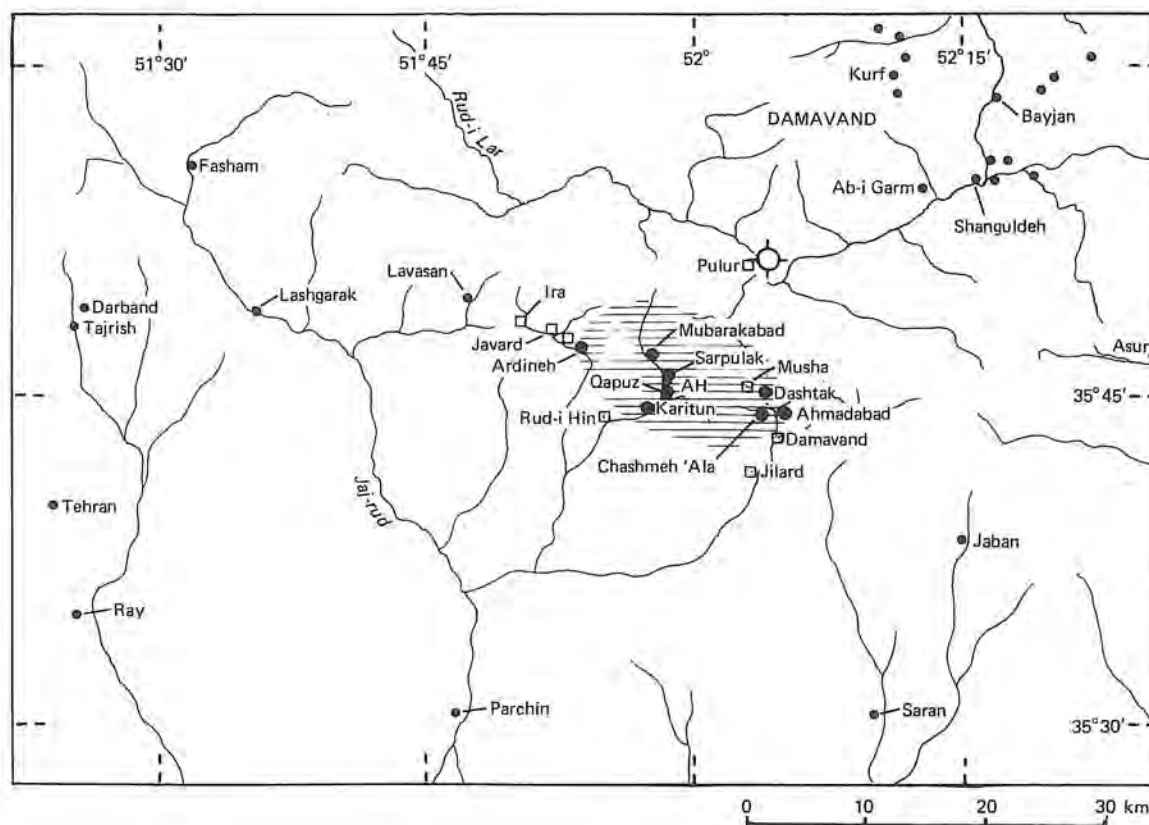 51°30′
51°45′
52°
52°15′
Kurf
Rud-i Lar
DAMAVAND
Bayjan
Fasham
Ab-i Garm
Shanguldeh
Pulur
Lavasan
Ira
Darband
Lashgarak
Tajrish
Mubarakabad
Javard
Asur
Ardineh
Sarpulak
Musha
Qapuz
AH
Dashtak
35°45′
Karitun
Ahmadabad
Rud-i Hin
Damavand
Chashmeh 'Ala
Jilard
Jaj-rud
Tehran
Jaban
Ray
Parchin
Saran
35°30′
0 10 20 30 km